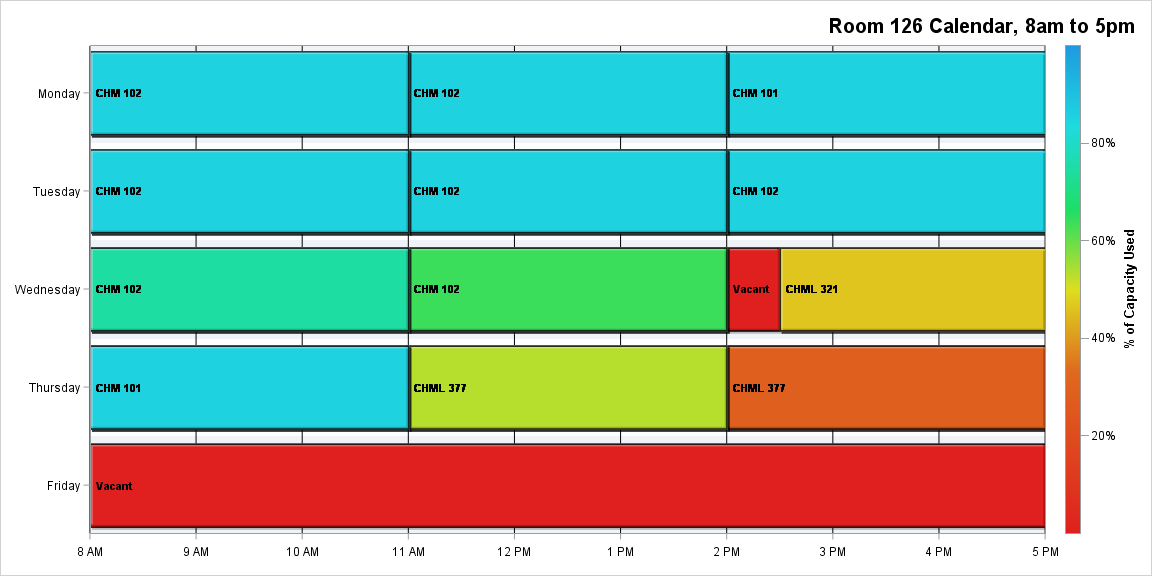 Room 126 Calendar, 8am to 5pm
Monday
CHM 102
CHM 102
CHM 101
Tuesday
CHM 102
CHM 102
CHM 102
Wednesday
CHM 102
CHM 102
Vacant
CHML 321
Thursday
CHM 101
CHML 377
CHML 377
Friday
Vacant
8 AM
9 AM
10 AM
11 AM
12 PM
1 PM
2 PM
3 PM
4 PM
5 PM
80%
60%
40%
20%
% of Capacity Used